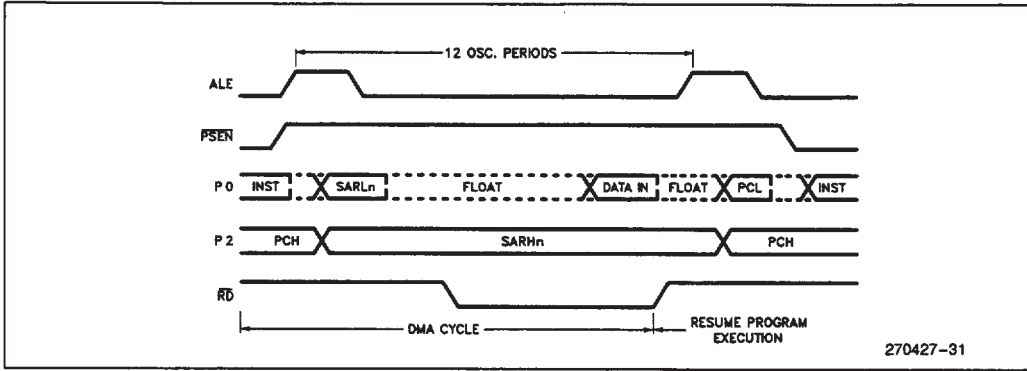 12 OSC. PERIODS
ALE
PSEN
P0 INST SARLn FLOAT DATA IN FLOAT PCL INST
P2 PCH SARHn PCH
RD
DMA CYCLE RESUME PROGRAM
EXECUTION
270427-31